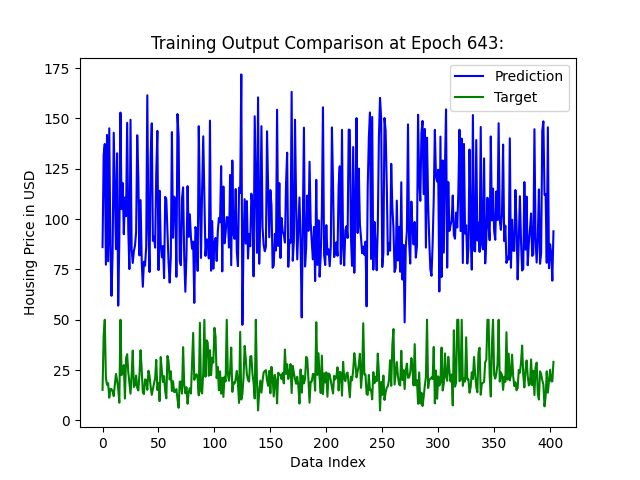 Training Output Comparison at Epoch 643:
Prediction
Target
Housing Price in USD
175
150
125
100
75
50
25
0
0 50 100 150 200 250 300 350 400
Data Index